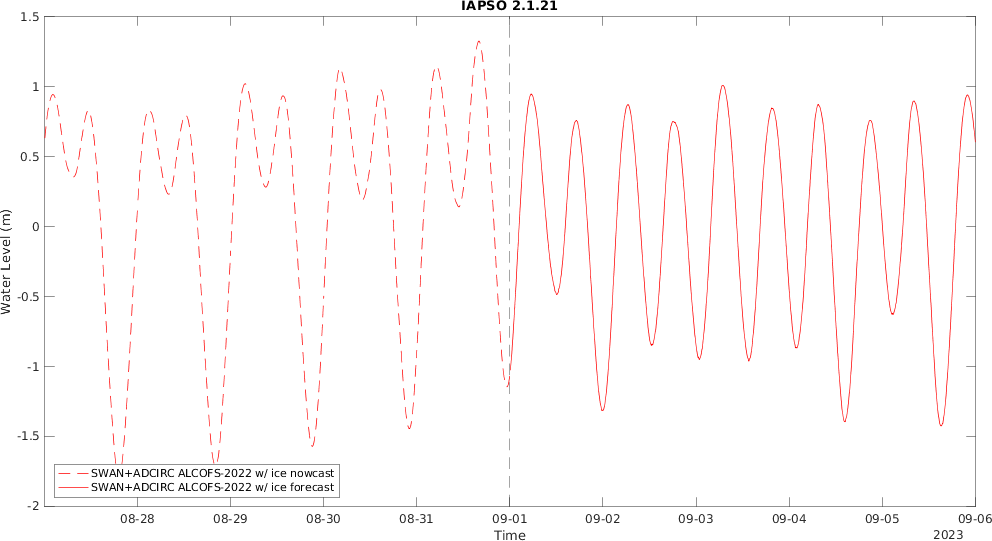 IAPSO 2.1.21
1.5
1
0.5
0
-0.5
-1
-1.5
-2
Water Level (m)
SWAN+ADCIRC ALCOFS-2022 w/ ice nowcast
SWAN+ADCIRC ALCOFS-2022 w/ ice forecast
08-28 08-29 08-30 08-31 09-01 09-02 09-03 09-04 09-05 09-06
Time
2023